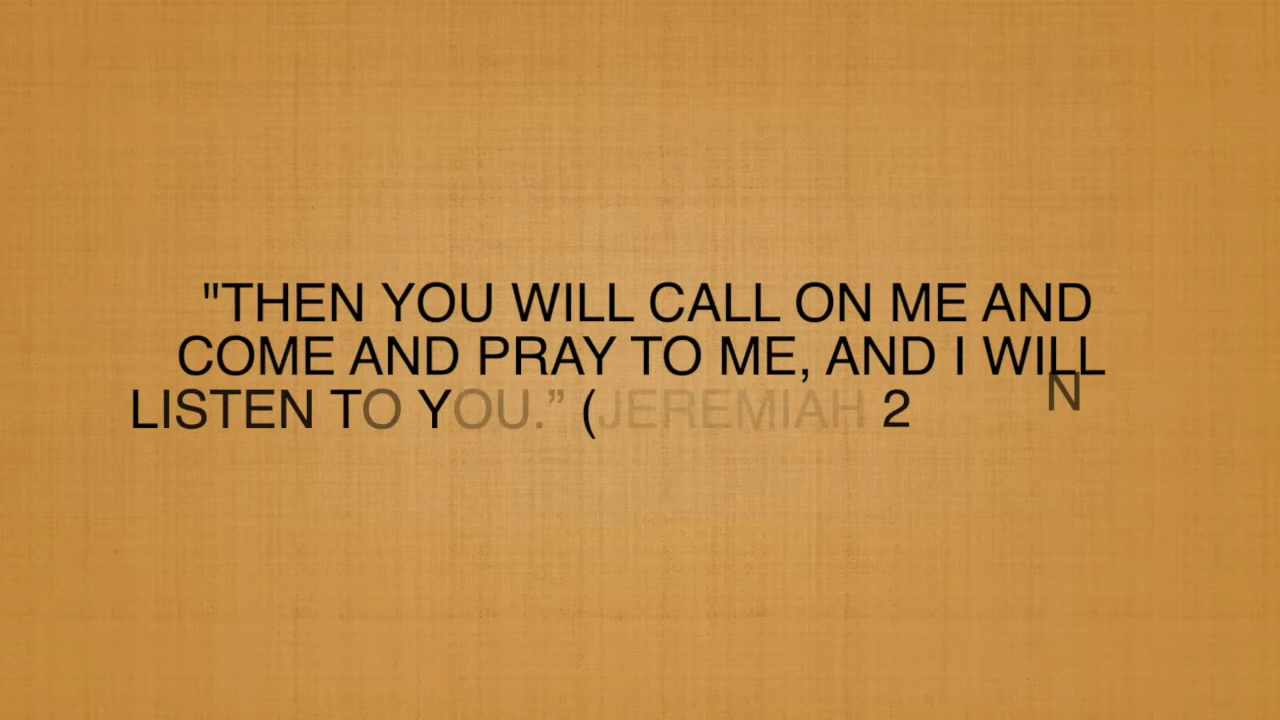 "THEN YOU WILL CALL ON ME AND
COME AND PRAY TO ME, AND I WILL
LISTEN TO YOU.” (JEREMIAH 2 N